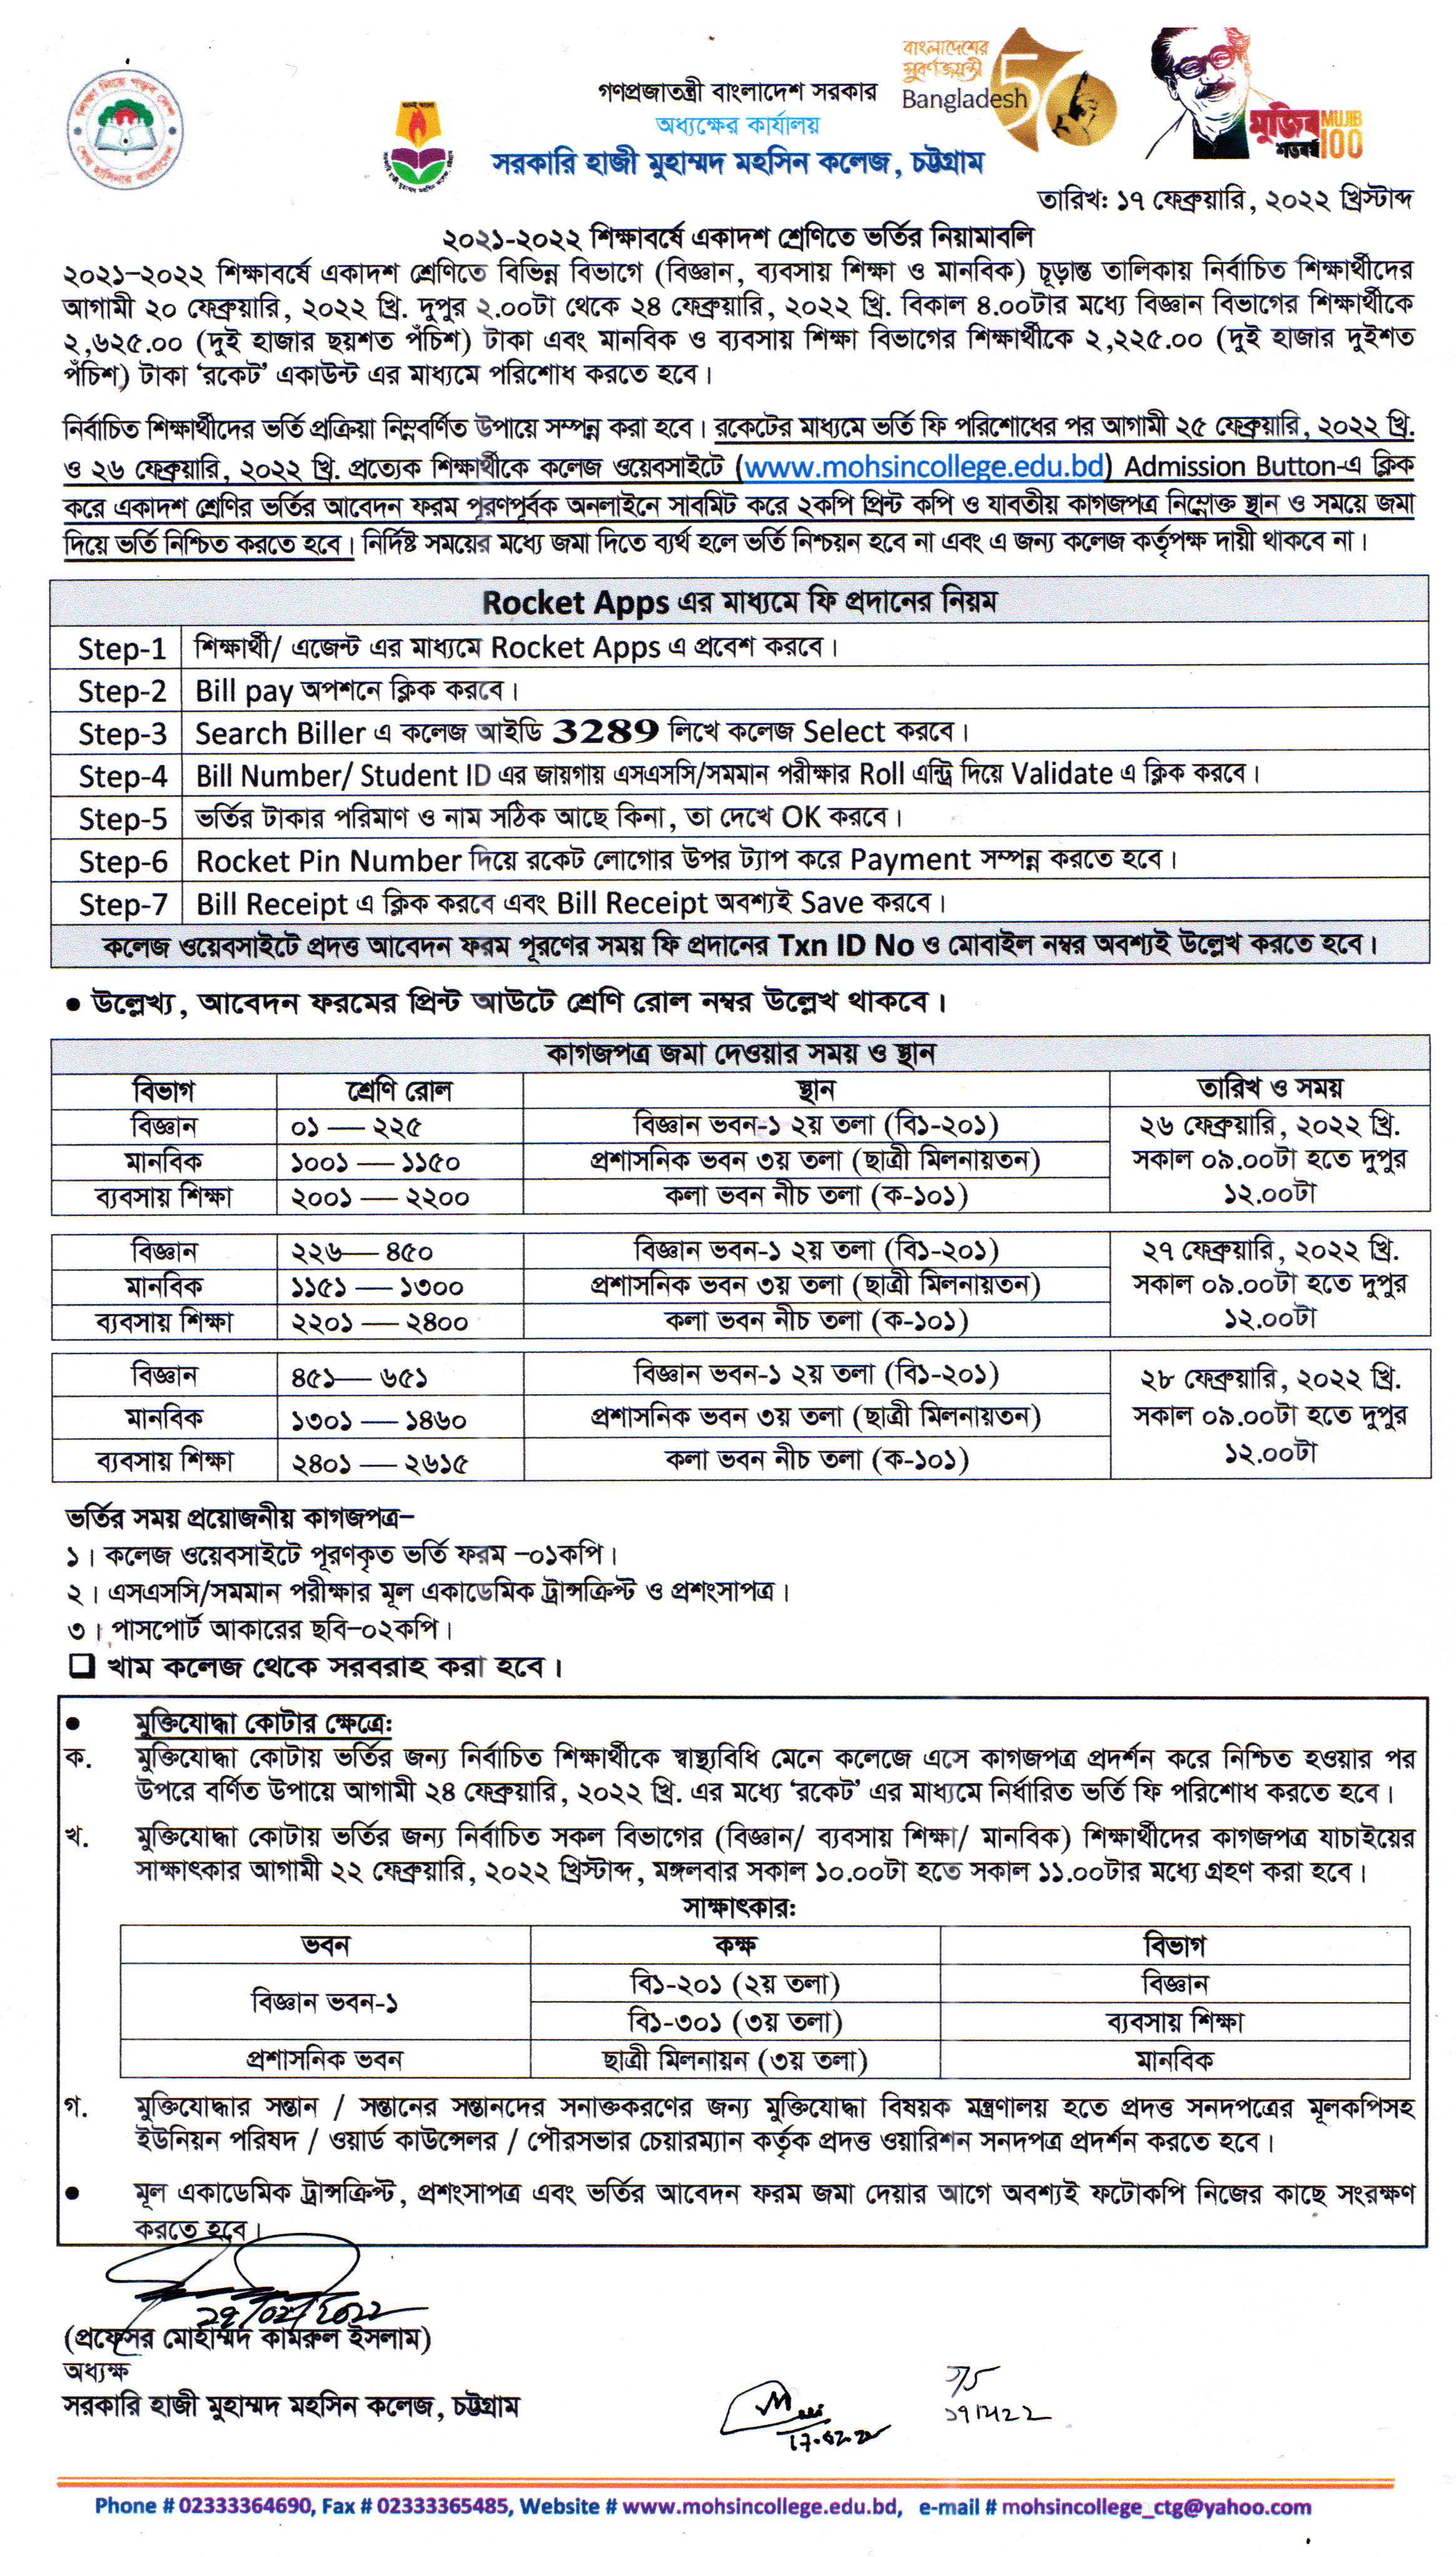 বাংলাদেশের
সুবর্ণজয়ন্তী
Bangladesh 50
মুজিব MUJIB
শতবর্ষ 100
গণপ্রজাতন্ত্রী বাংলাদেশ সরকার
অধ্যক্ষের কার্যালয়
সরকারি হাজী মুহাম্মদ মহসিন কলেজ, চট্টগ্রাম
তারিখ: ১৭ ফেব্রুয়ারি, ২০২২ খ্রিস্টাব্দ
২০২১-২০২২ শিক্ষাবর্ষে একাদশ শ্রেণিতে ভর্তির নিয়ামাবলি
২০২১–২০২২ শিক্ষাবর্ষে একাদশ শ্রেণিতে বিভিন্ন বিভাগে (বিজ্ঞান, ব্যবসায় শিক্ষা ও মানবিক) চূড়ান্ত তালিকায় নির্বাচিত শিক্ষার্থীদের
আগামী ২০ ফেব্রুয়ারি, ২০২২ খ্রি. দুপুর ২.০০টা থেকে ২৪ ফেব্রুয়ারি, ২০২২ খ্রি. বিকাল ৪.০০টার মধ্যে বিজ্ঞান বিভাগের শিক্ষার্থীকে
২,৬২৫.০০ (দুই হাজার ছয়শত পঁচিশ) টাকা এবং মানবিক ও ব্যবসায় শিক্ষা বিভাগের শিক্ষার্থীকে ২,২২৫.০০ (দুই হাজার দুইশত
পঁচিশ) টাকা ‘রকেট’ একাউন্ট এর মাধ্যমে পরিশোধ করতে হবে।
নির্বাচিত শিক্ষার্থীদের ভর্তি প্রক্রিয়া নিম্নবর্ণিত উপায়ে সম্পন্ন করা হবে। রকেটের মাধ্যমে ভর্তি ফি পরিশোধের পর আগামী ২৫ ফেব্রুয়ারি, ২০২২ খ্রি.
ও ২৬ ফেব্রুয়ারি, ২০২২ খ্রি. প্রত্যেক শিক্ষার্থীকে কলেজ ওয়েবসাইটে (www.mohsincollege.edu.bd) Admission Button-এ ক্লিক
করে একাদশ শ্রেণির ভর্তির আবেদন ফরম পূরণপূর্বক অনলাইনে সাবমিট করে ২কপি প্রিন্ট কপি ও যাবতীয় কাগজপত্র নিম্নোক্ত স্থান ও সময়ে জমা
দিয়ে ভর্তি নিশ্চিত করতে হবে। নির্দিষ্ট সময়ের মধ্যে জমা দিতে ব্যর্থ হলে ভর্তি নিশ্চয়ন হবে না এবং এ জন্য কলেজ কর্তৃপক্ষ দায়ী থাকবে না।
Rocket Apps এর মাধ্যমে ফি প্রদানের নিয়ম
Step-1 শিক্ষার্থী/ এজেন্ট এর মাধ্যমে Rocket Apps এ প্রবেশ করবে।
Step-2 Bill pay অপশনে ক্লিক করবে।
Step-3 Search Biller এ কলেজ আইডি 3289 লিখে কলেজ Select করবে।
Step-4 Bill Number/ Student ID এর জায়গায় এসএসসি/সমমান পরীক্ষার Roll এন্ট্রি দিয়ে Validate এ ক্লিক করবে।
Step-5 ভর্তির টাকার পরিমাণ ও নাম সঠিক আছে কিনা, তা দেখে OK করবে।
Step-6 Rocket Pin Number দিয়ে রকেট লোগোর উপর ট্যাপ করে Payment সম্পন্ন করতে হবে।
Step-7 Bill Receipt এ ক্লিক করবে এবং Bill Receipt অবশ্যই Save করবে।
কলেজ ওয়েবসাইটে প্রদত্ত আবেদন ফরম পূরণের সময় ফি প্রদানের Txn ID No ও মোবাইল নম্বর অবশ্যই উল্লেখ করতে হবে।
• উল্লেখ্য, আবেদন ফরমের প্রিন্ট আউটে শ্রেণি রোল নম্বর উল্লেখ থাকবে।
কাগজপত্র জমা দেওয়ার সময় ও স্থান
বিভাগ শ্রেণি রোল স্থান তারিখ ও সময়
বিজ্ঞান ০১ — ২২৫ বিজ্ঞান ভবন-১ ২য় তলা (বি১-২০১) ২৬ ফেব্রুয়ারি, ২০২২ খ্রি.
মানবিক ১০০১ — ১১৫০ প্রশাসনিক ভবন ৩য় তলা (ছাত্রী মিলনায়তন) সকাল ০৯.০০টা হতে দুপুর
ব্যবসায় শিক্ষা ২০০১ — ২২০০ কলা ভবন নীচ তলা (ক-১০১) ১২.০০টা
বিজ্ঞান ২২৬— ৪৫০ বিজ্ঞান ভবন-১ ২য় তলা (বি১-২০১) ২৭ ফেব্রুয়ারি, ২০২২ খ্রি.
মানবিক ১১৫১ — ১৩০০ প্রশাসনিক ভবন ৩য় তলা (ছাত্রী মিলনায়তন) সকাল ০৯.০০টা হতে দুপুর
ব্যবসায় শিক্ষা ২২০১ — ২৪০০ কলা ভবন নীচ তলা (ক-১০১) ১২.০০টা
বিজ্ঞান ৪৫১— ৬৫১ বিজ্ঞান ভবন-১ ২য় তলা (বি১-২০১) ২৮ ফেব্রুয়ারি, ২০২২ খ্রি.
মানবিক ১৩০১ — ১৪৬০ প্রশাসনিক ভবন ৩য় তলা (ছাত্রী মিলনায়তন) সকাল ০৯.০০টা হতে দুপুর
ব্যবসায় শিক্ষা ২৪০১ — ২৬১৫ কলা ভবন নীচ তলা (ক-১০১) ১২.০০টা
ভর্তির সময় প্রয়োজনীয় কাগজপত্র–
১। কলেজ ওয়েবসাইটে পূরণকৃত ভর্তি ফরম –০১কপি।
২। এসএসসি/সমমান পরীক্ষার মূল একাডেমিক ট্রান্সক্রিপ্ট ও প্রশংসাপত্র।
৩। পাসপোর্ট আকারের ছবি–০২কপি।
❑ খাম কলেজ থেকে সরবরাহ করা হবে।
• মুক্তিযোদ্ধা কোটার ক্ষেত্রে:
ক. মুক্তিযোদ্ধা কোটায় ভর্তির জন্য নির্বাচিত শিক্ষার্থীকে স্বাস্থ্যবিধি মেনে কলেজে এসে কাগজপত্র প্রদর্শন করে নিশ্চিত হওয়ার পর
উপরে বর্ণিত উপায়ে আগামী ২৪ ফেব্রুয়ারি, ২০২২ খ্রি. এর মধ্যে ‘রকেট’ এর মাধ্যমে নির্ধারিত ভর্তি ফি পরিশোধ করতে হবে।
খ. মুক্তিযোদ্ধা কোটায় ভর্তির জন্য নির্বাচিত সকল বিভাগের (বিজ্ঞান/ ব্যবসায় শিক্ষা/ মানবিক) শিক্ষার্থীদের কাগজপত্র যাচাইয়ের
সাক্ষাৎকার আগামী ২২ ফেব্রুয়ারি, ২০২২ খ্রিস্টাব্দ, মঙ্গলবার সকাল ১০.০০টা হতে সকাল ১১.০০টার মধ্যে গ্রহণ করা হবে।
সাক্ষাৎকার:
ভবন কক্ষ বিভাগ
বিজ্ঞান ভবন-১ বি১-২০১ (২য় তলা) বিজ্ঞান
বি১-৩০১ (৩য় তলা) ব্যবসায় শিক্ষা
প্রশাসনিক ভবন ছাত্রী মিলনায়ন (৩য় তলা) মানবিক
গ. মুক্তিযোদ্ধার সন্তান / সন্তানের সন্তানদের সনাক্তকরণের জন্য মুক্তিযোদ্ধা বিষয়ক মন্ত্রণালয় হতে প্রদত্ত সনদপত্রের মূলকপিসহ
ইউনিয়ন পরিষদ / ওয়ার্ড কাউন্সেলর / পৌরসভার চেয়ারম্যান কর্তৃক প্রদত্ত ওয়ারিশন সনদপত্র প্রদর্শন করতে হবে।
• মূল একাডেমিক ট্রান্সক্রিপ্ট, প্রশংসাপত্র এবং ভর্তির আবেদন ফরম জমা দেয়ার আগে অবশ্যই ফটোকপি নিজের কাছে সংরক্ষণ
করতে হবে।
(প্রফেসর মোহাম্মদ কামরুল ইসলাম)
অধ্যক্ষ
সরকারি হাজী মুহাম্মদ মহসিন কলেজ, চট্টগ্রাম
17-02-22
Phone # 02333364690, Fax # 02333365485, Website # www.mohsincollege.edu.bd, e-mail # mohsincollege_ctg@yahoo.com